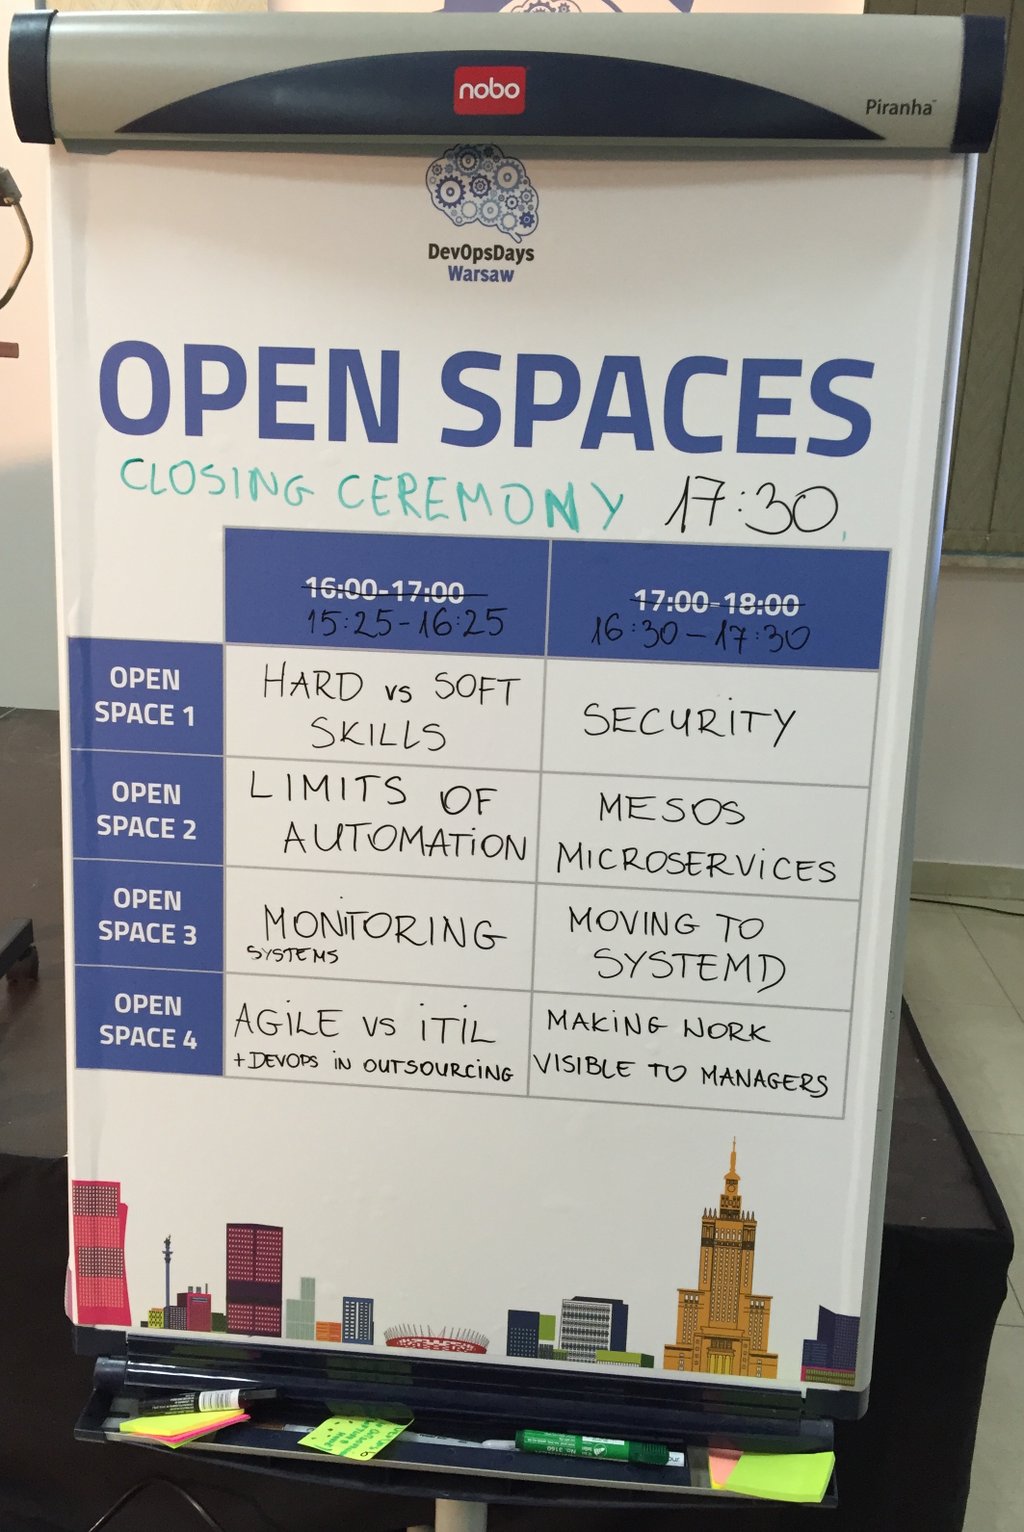 nobo
Piranha
DevOpsDays
Warsaw
OPEN SPACES
CLOSING CEREMONY 17:30
16:00-17:00
15:25-16:25
17:00-18:00
16:30-17:30
OPEN
SPACE 1
HARD vs SOFT
SKILLS
SECURITY
OPEN
SPACE 2
LIMITS OF
AUTOMATION
MESOS
MICROSERVICES
OPEN
SPACE 3
MONITORING
SYSTEMS
MOVING TO
SYSTEMD
OPEN
SPACE 4
AGILE VS ITIL
+DEVOPS IN OUTSOURCING
MAKING WORK
VISIBLE TO MANAGERS